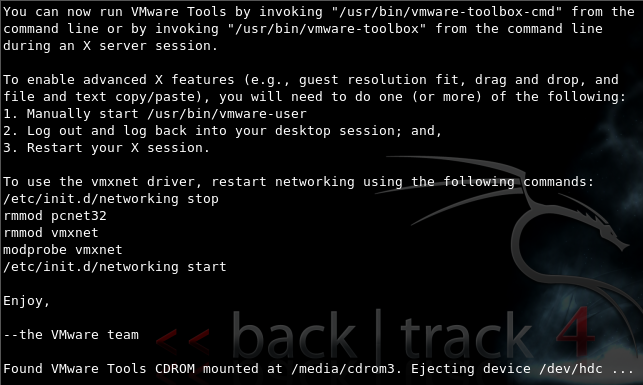 You can now run VMware Tools by invoking "/usr/bin/vmware-toolbox-cmd" from the
command line or by invoking "/usr/bin/vmware-toolbox" from the command line
during an X server session.
To enable advanced X features (e.g., guest resolution fit, drag and drop, and
file and text copy/paste), you will need to do one (or more) of the following:
1. Manually start /usr/bin/vmware-user
2. Log out and log back into your desktop session; and,
3. Restart your X session.
To use the vmxnet driver, restart networking using the following commands:
/etc/init.d/networking stop
rmmod pcnet32
rmmod vmxnet
modprobe vmxnet
/etc/init.d/networking start
Enjoy,
--the VMware team
<< back | track 4
Found VMware Tools CDROM mounted at /media/cdrom3. Ejecting device /dev/hdc ...